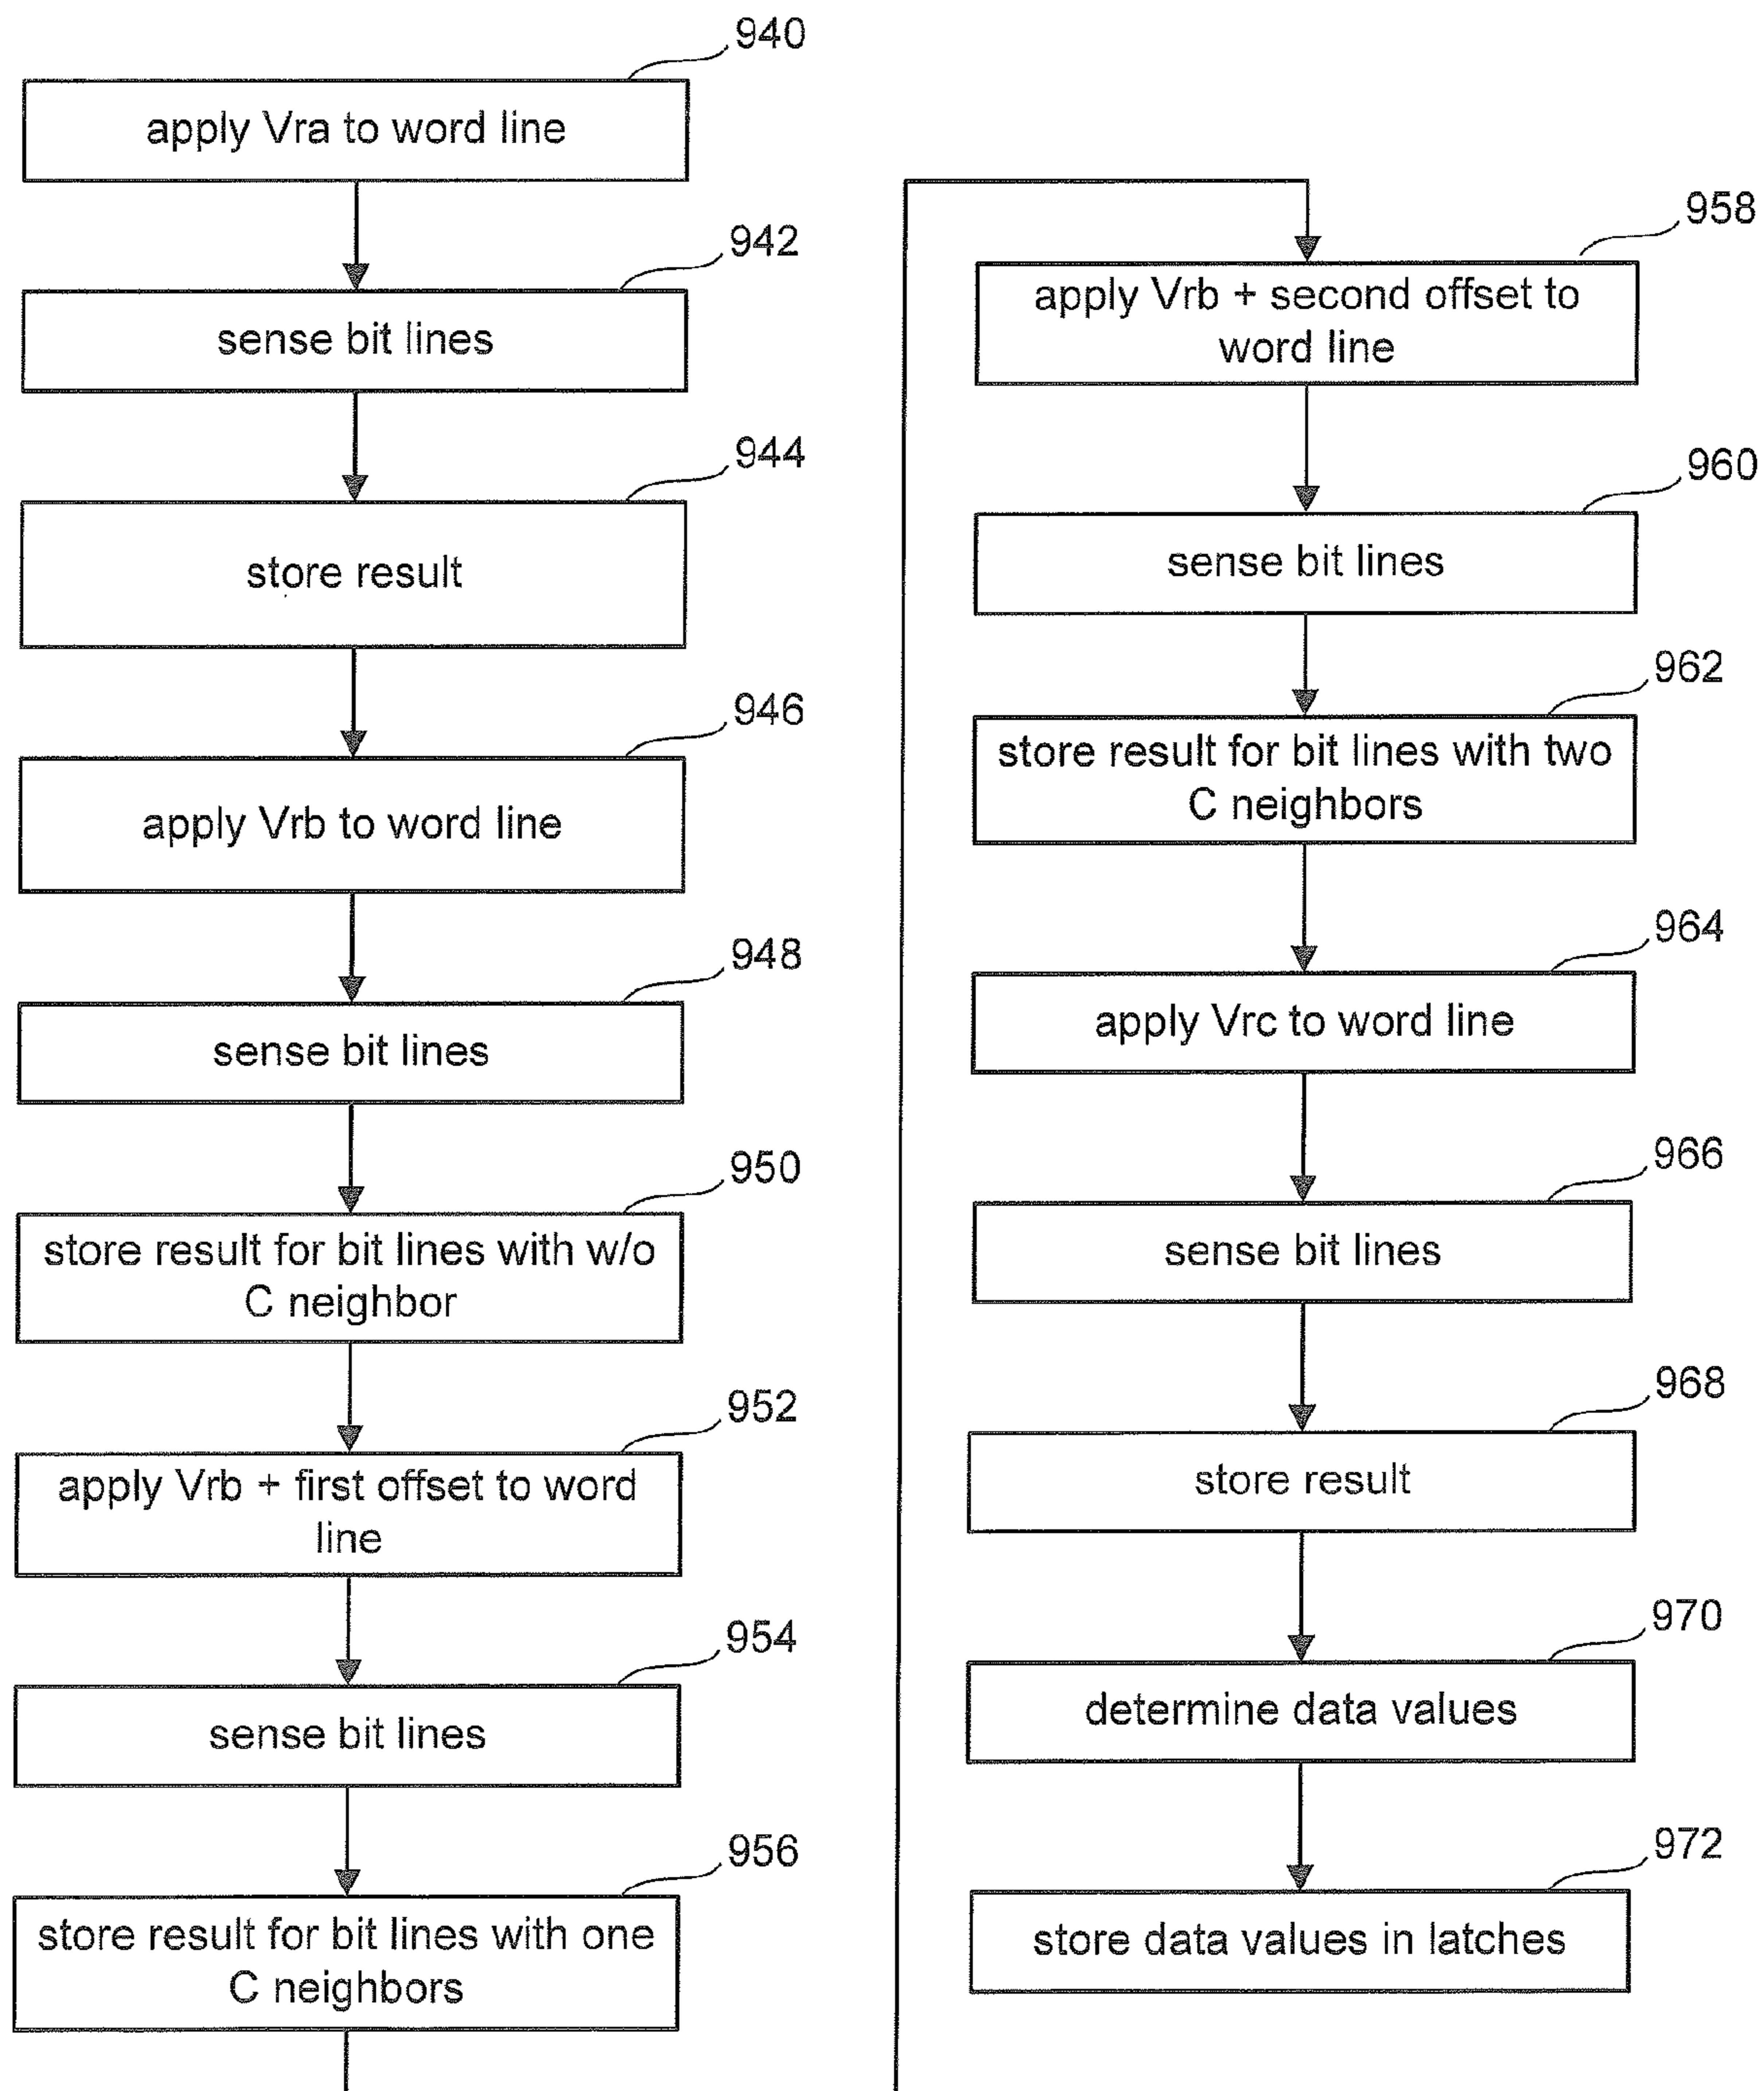 940
apply Vra to word line
942
sense bit lines
944
store result
946
apply Vrb to word line
948
sense bit lines
950
store result for bit lines with w/o
C neighbor
952
apply Vrb + first offset to word
line
954
sense bit lines
956
store result for bit lines with one
C neighbors
958
apply Vrb + second offset to
word line
960
sense bit lines
962
store result for bit lines with two
C neighbors
964
apply Vrc to word line
966
sense bit lines
968
store result
970
determine data values
972
store data values in latches